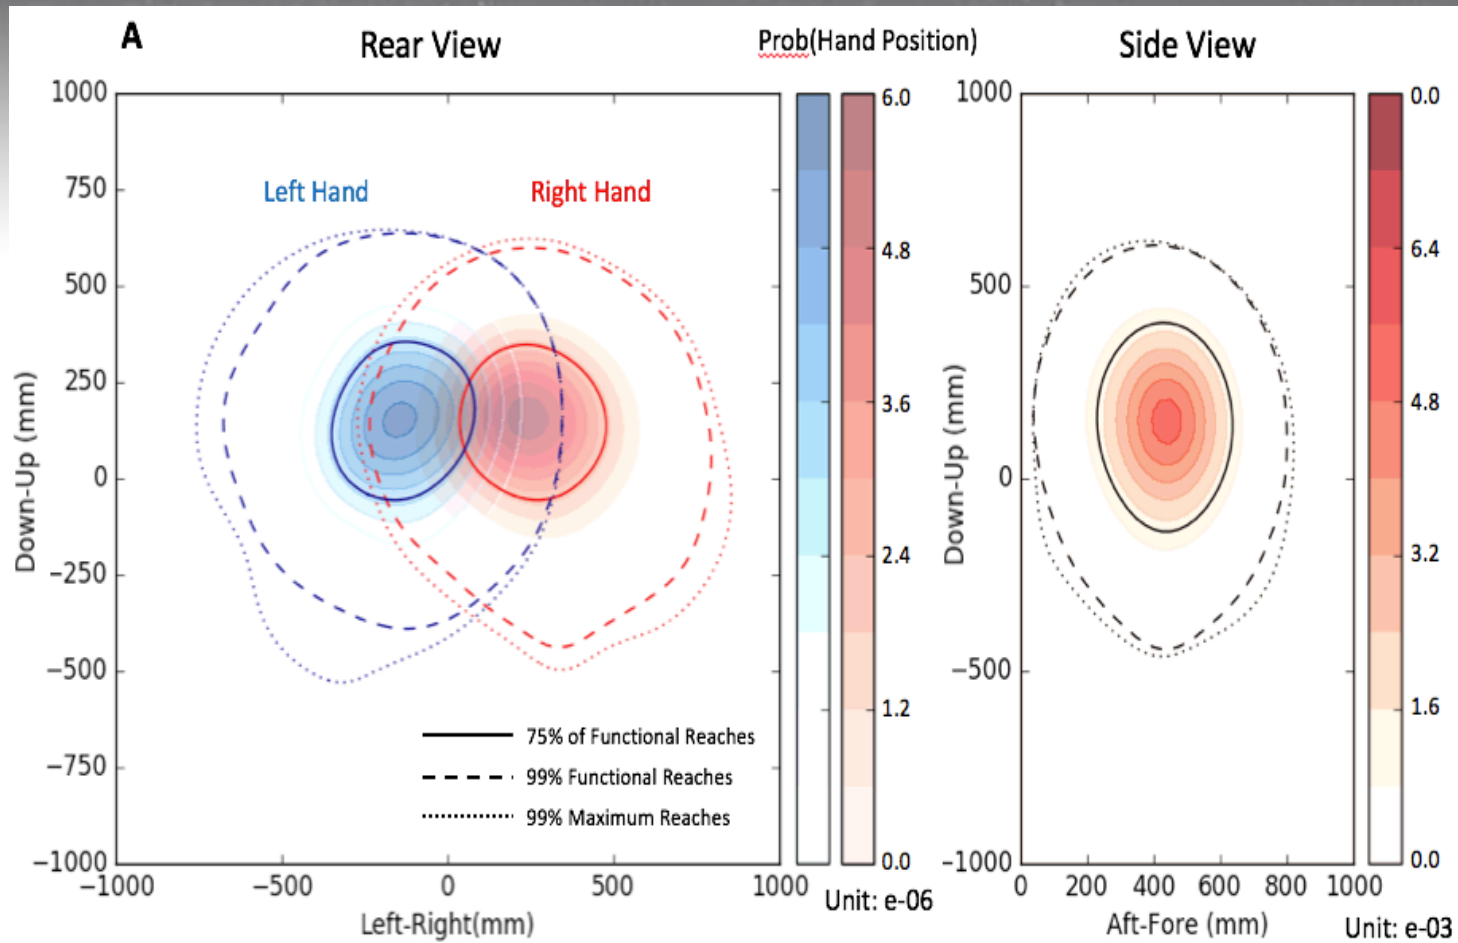 A
Rear View
Prob(Hand Position)
Side View
1000
750
500
250
0
−250
−500
−750
−1000
Down-Up (mm)
Left Hand
Right Hand
75% of Functional Reaches
99% Functional Reaches
99% Maximum Reaches
−1000
−500
0
500
1000
Left-Right(mm)
6.0
4.8
3.6
2.4
1.2
0.0
Unit: e-06
1000
500
0
−500
−1000
Down-Up (mm)
0
200
400
600
800
1000
Aft-Fore (mm)
0.0
6.4
4.8
3.2
1.6
0.0
Unit: e-03